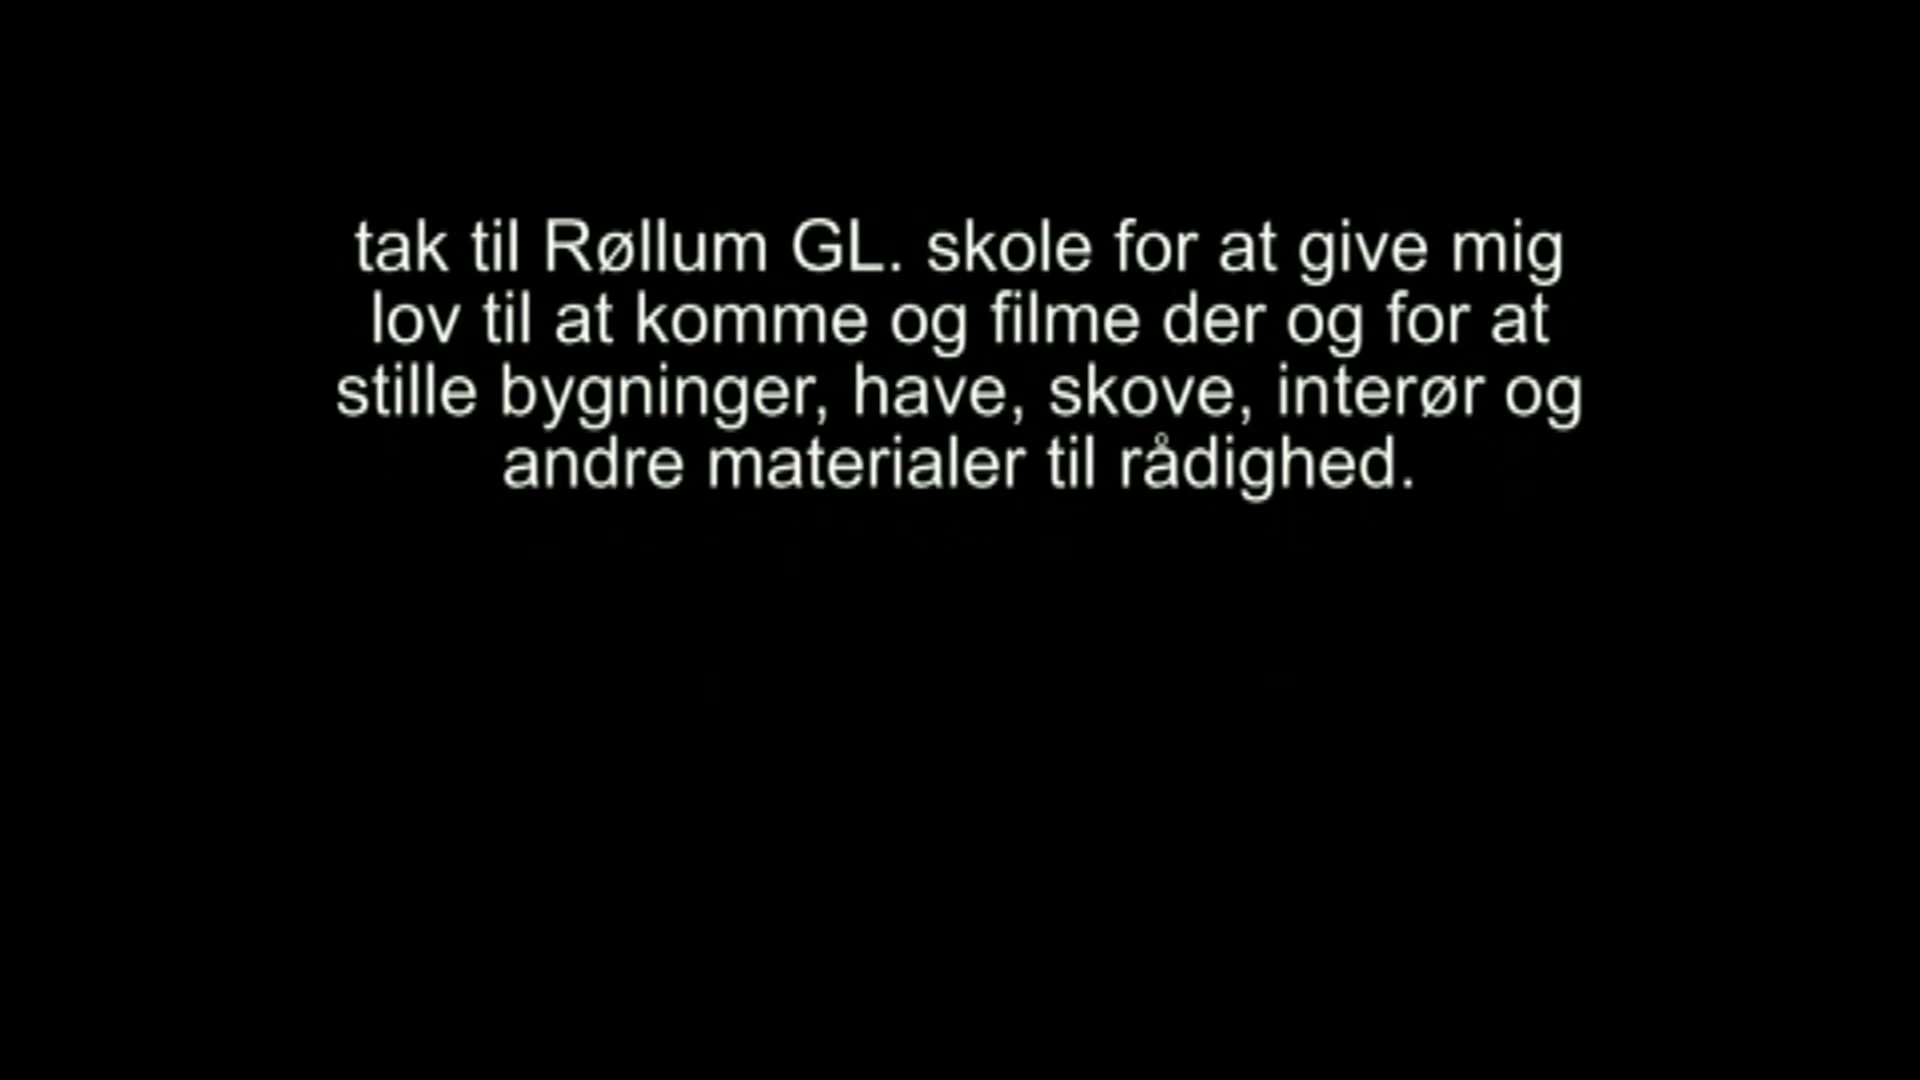 tak til Røllum GL. skole for at give mig
lov til at komme og filme der og for at
stille bygninger, have, skove, interør og
andre materialer til rådighed.